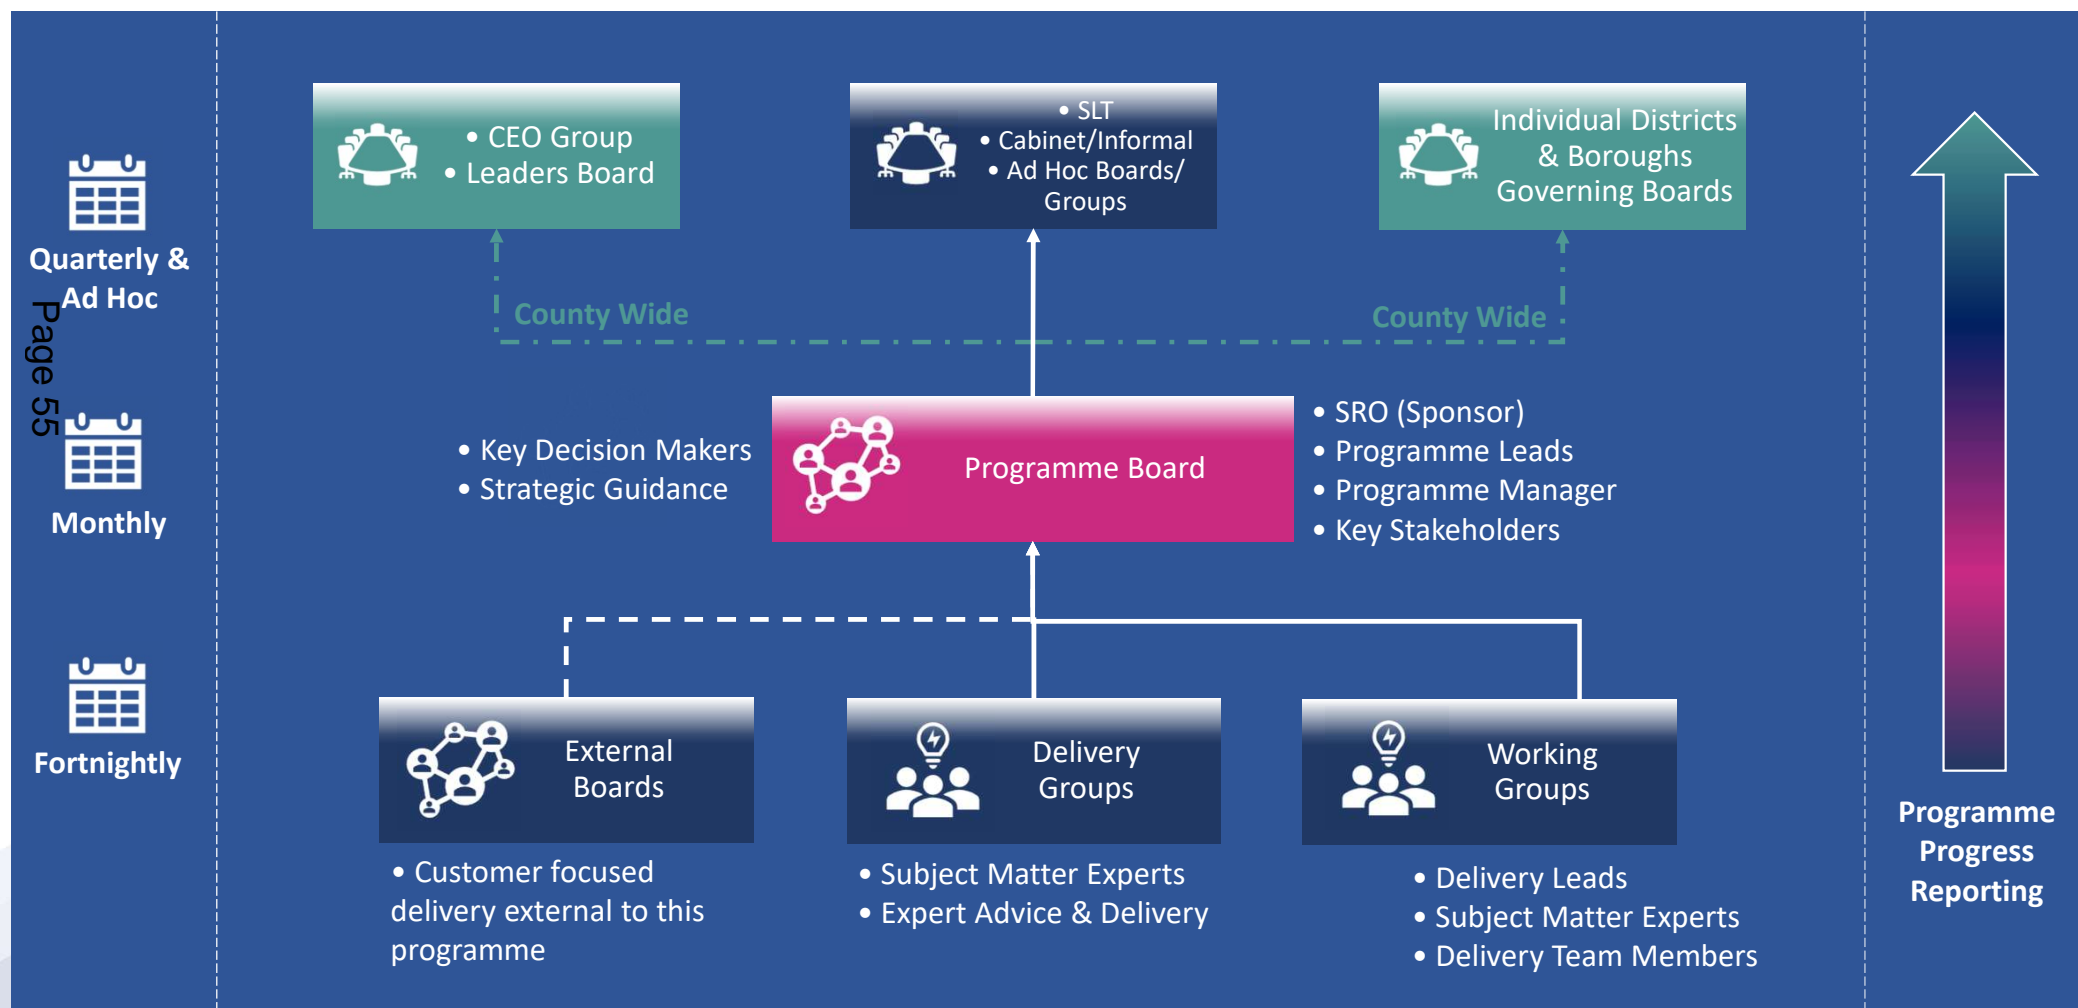 Quarterly &
Ad Hoc
Page 55
Monthly
Fortnightly
• CEO Group
• Leaders Board
• SLT
• Cabinet/Informal
• Ad Hoc Boards/
Groups
Individual Districts
& Boroughs
Governing Boards
County Wide
County Wide
• Key Decision Makers
• Strategic Guidance
Programme Board
• SRO (Sponsor)
• Programme Leads
• Programme Manager
• Key Stakeholders
External
Boards
• Customer focused
delivery external to this
programme
Delivery
Groups
• Subject Matter Experts
• Expert Advice & Delivery
Working
Groups
• Delivery Leads
• Subject Matter Experts
• Delivery Team Members
Programme
Progress
Reporting